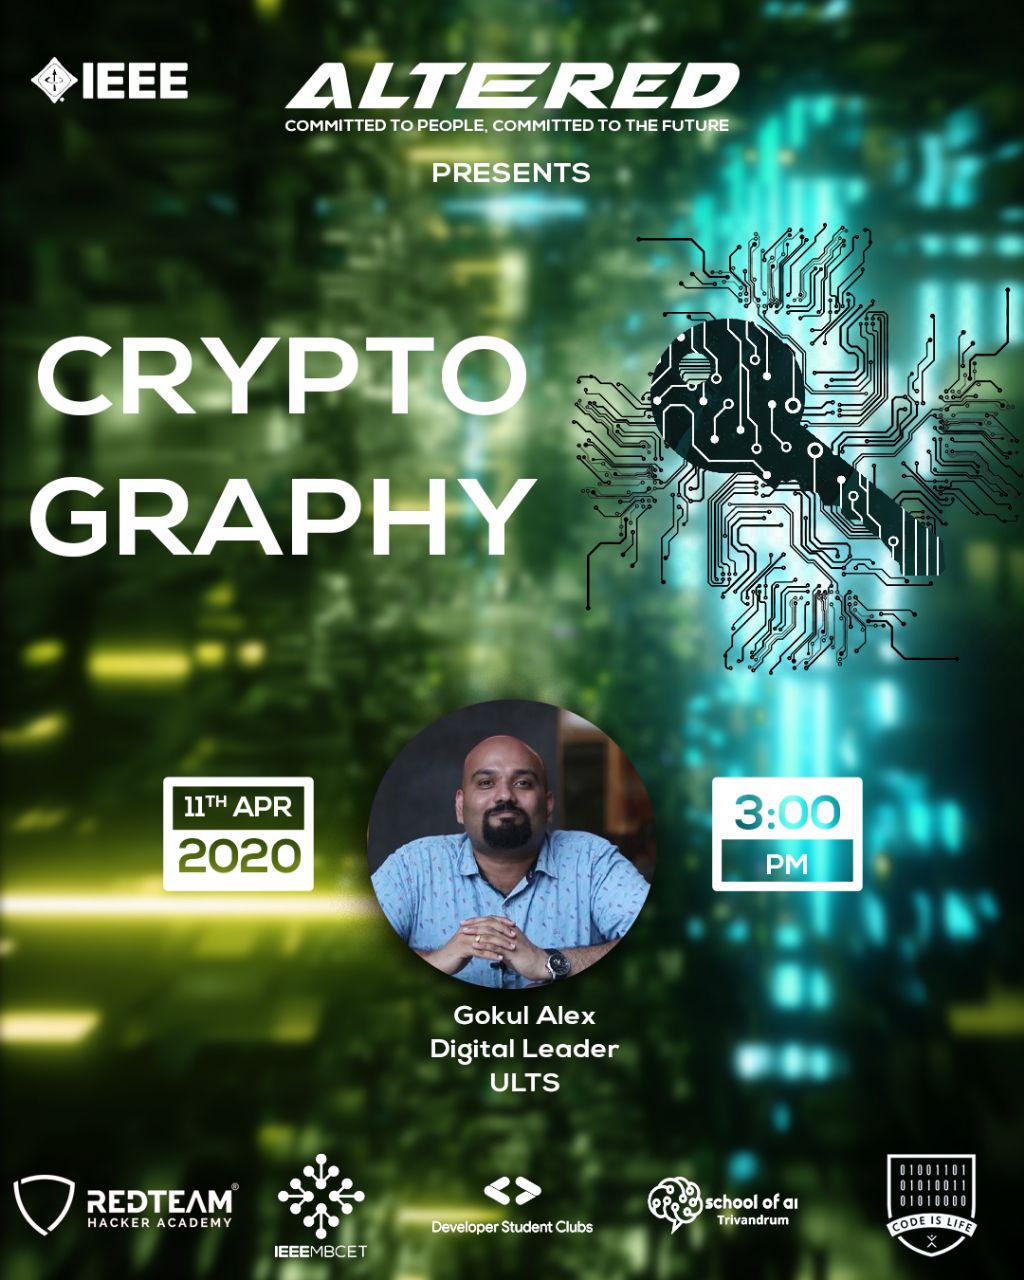 IEEE
ALTERED
COMMITTED TO PEOPLE, COMMITTED TO THE FUTURE
PRESENTS
CRYPTO
GRAPHY
11TH APR
2020
3:00
PM
Gokul Alex
Digital Leader
ULTS
REDTEAM®
HACKER ACADEMY
IEEEMBCET
Developer Student Clubs
school of ai
Trivandrum
01001101
01010011
01010000
CODE IS LIFE